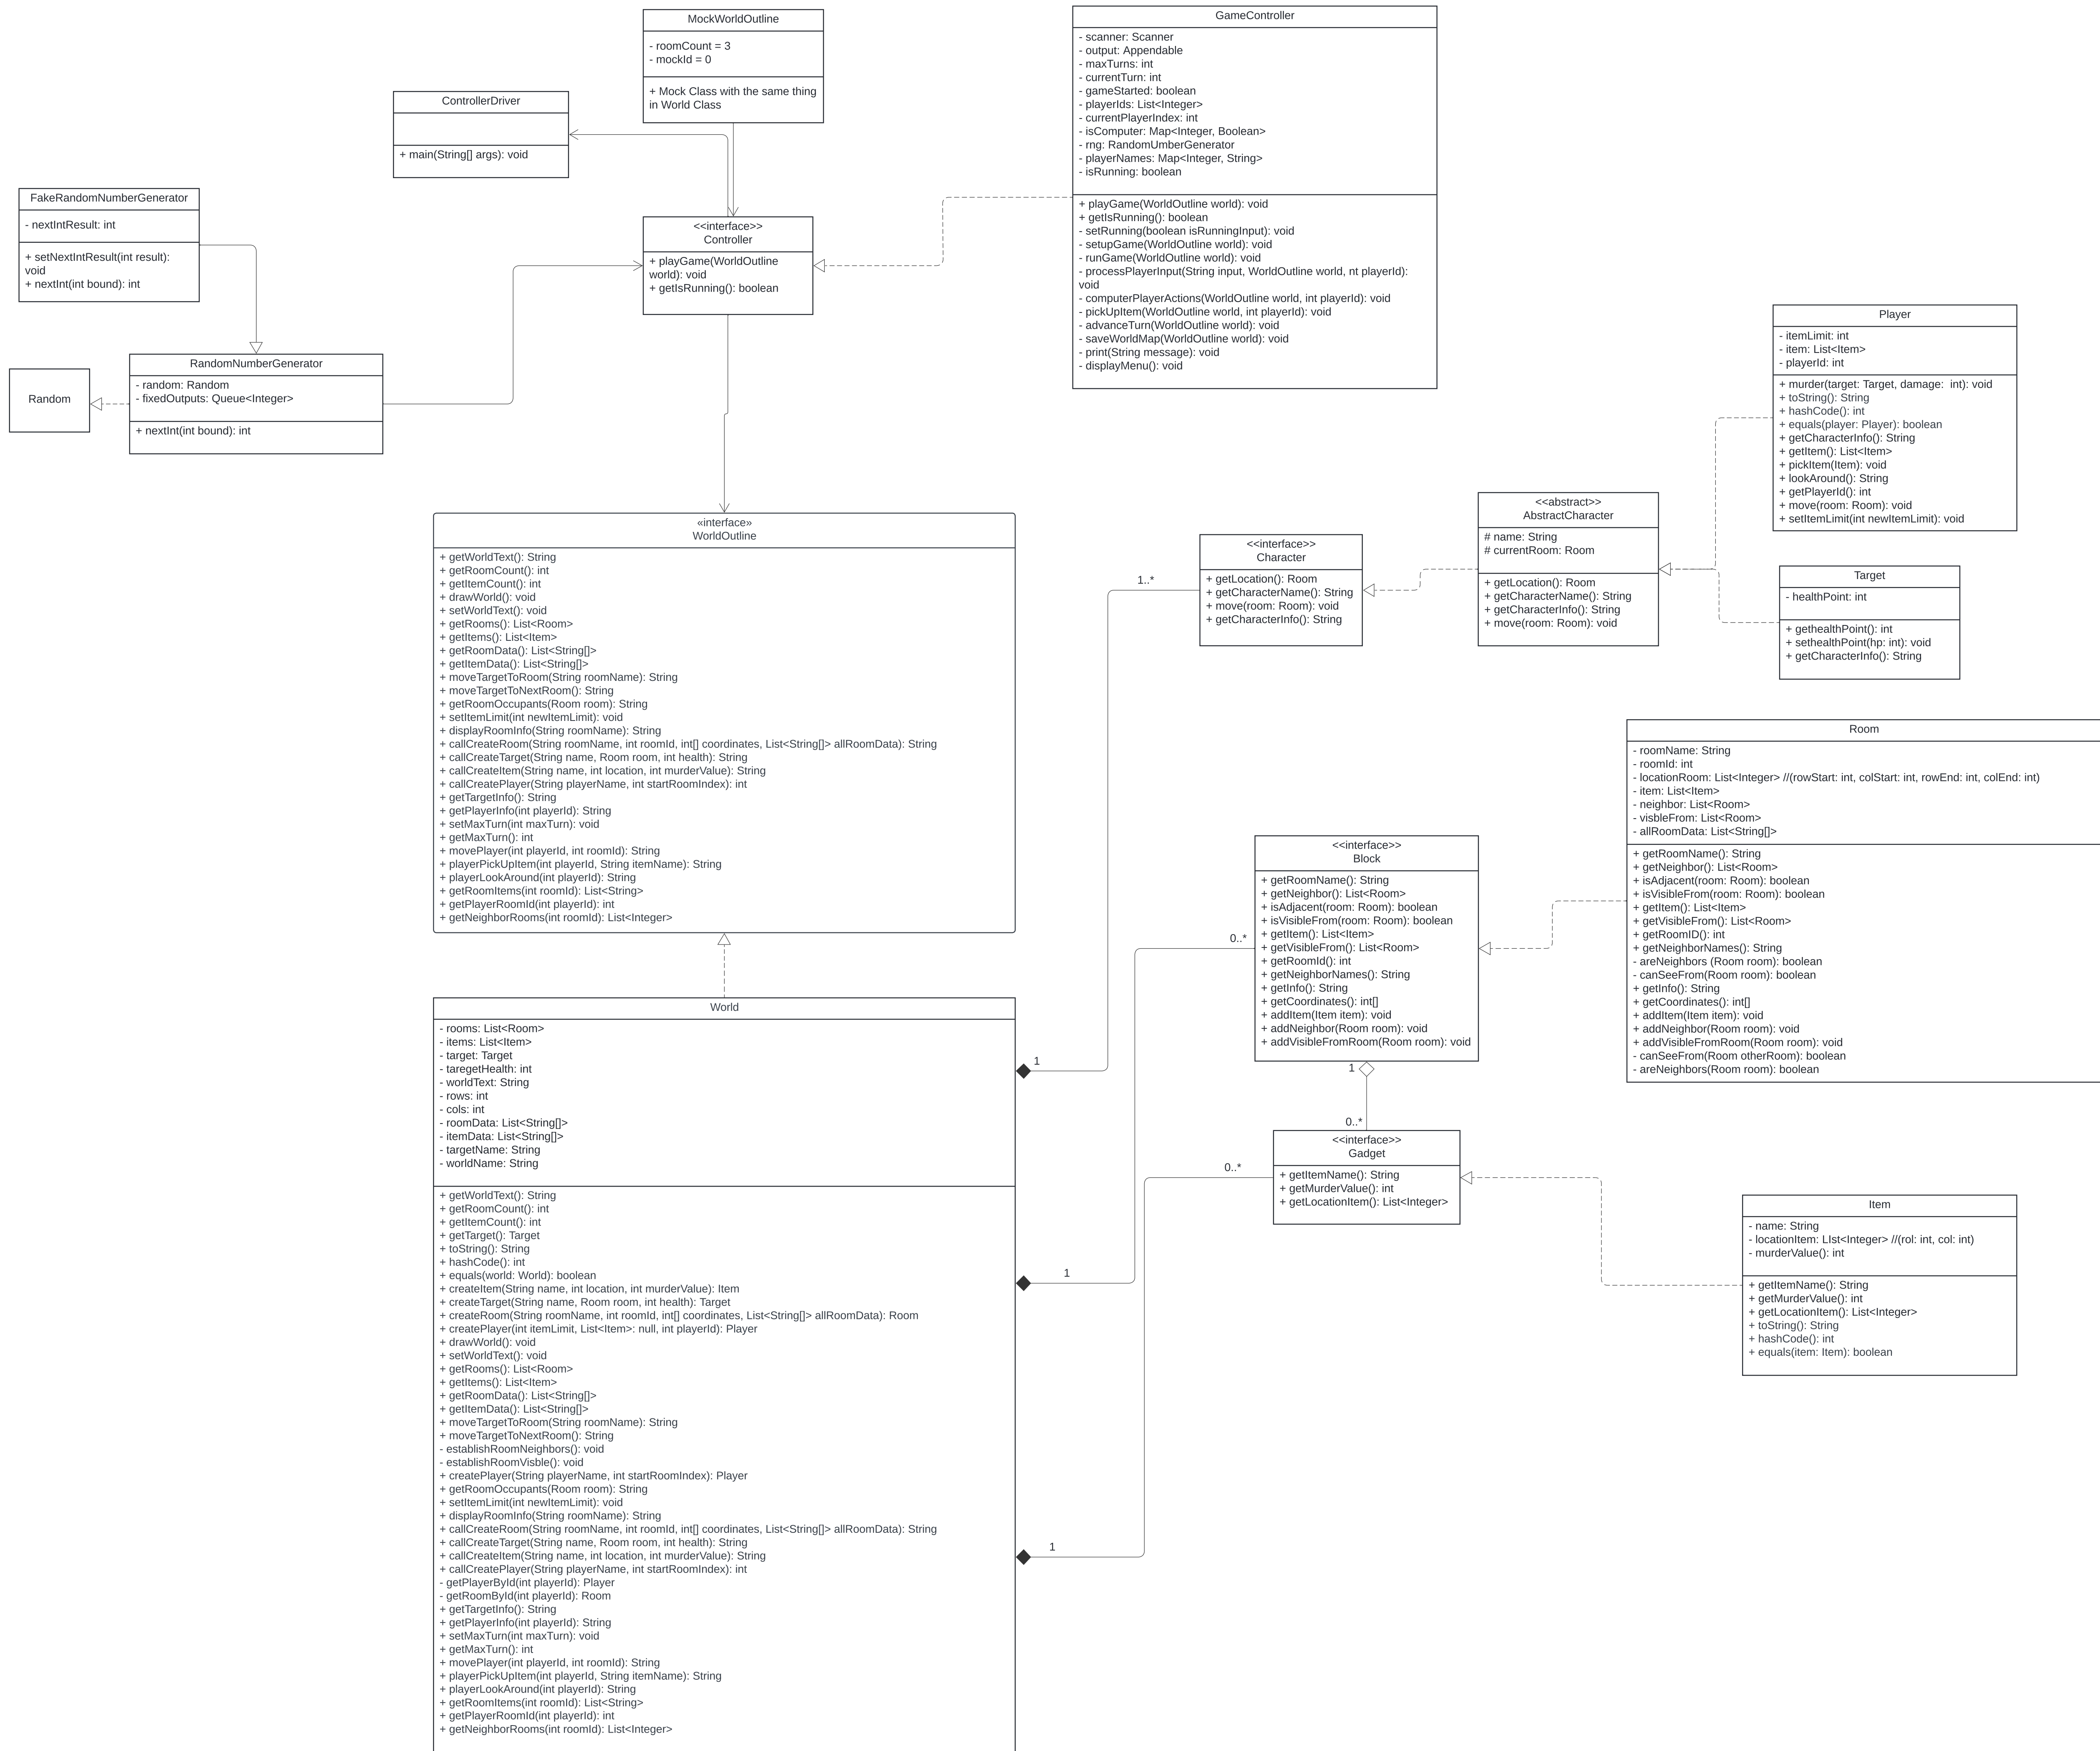 MockWorldOutline
- roomCount = 3
- mockId = 0
+ Mock Class with the same thing
in World Class
GameController
- scanner: Scanner
- output: Appendable
- maxTurns: int
- currentTurn: int
- gameStarted: boolean
- playerIds: List<Integer>
- currentPlayerIndex: int
- isComputer: Map<Integer, Boolean>
- rng: RandomUmberGenerator
- playerNames: Map<Integer, String>
- isRunning: boolean
+ playGame(WorldOutline world): void
+ getIsRunning(): boolean
- setRunning(boolean isRunningInput): void
- setupGame(WorldOutline world): void
- runGame(WorldOutline world): void
- processPlayerInput(String input, WorldOutline world, nt playerId):
void
- computerPlayerActions(WorldOutline world, int playerId): void
- pickUpItem(WorldOutline world, int playerId): void
- advanceTurn(WorldOutline world): void
- saveWorldMap(WorldOutline world): void
- print(String message): void
- displayMenu(): void
ControllerDriver
+ main(String[] args): void
FakeRandomNumberGenerator
- nextIntResult: int
+ setNextIntResult(int result):
void
+ nextInt(int bound): int
<<interface>>
Controller
+ playGame(WorldOutline
world): void
+ getIsRunning(): boolean
Random
RandomNumberGenerator
- random: Random
- fixedOutputs: Queue<Integer>
+ nextInt(int bound): int
Player
- itemLimit: int
- item: List<Item>
- playerId: int
+ murder(target: Target, damage:  int): void
+ toString(): String
+ hashCode(): int
+ equals(player: Player): boolean
+ getCharacterInfo(): String
+ getItem(): List<Item>
+ pickItem(Item): void
+ lookAround(): String
+ getPlayerId(): int
+ move(room: Room): void
+ setItemLimit(int newItemLimit): void
<<abstract>>
AbstractCharacter
# name: String
# currentRoom: Room
+ getLocation(): Room
+ getCharacterName(): String
+ getCharacterInfo(): String
+ move(room: Room): void
<<interface>>
Character
+ getLocation(): Room
+ getCharacterName(): String
+ move(room: Room): void
+ getCharacterInfo(): String
1..*
Target
- healthPoint: int
+ gethealthPoint(): int
+ sethealthPoint(hp: int): void
+ getCharacterInfo(): String
«interface»
WorldOutline
+ getWorldText(): String
+ getRoomCount(): int
+ getItemCount(): int
+ drawWorld(): void
+ setWorldText(): void
+ getRooms(): List<Room>
+ getItems(): List<Item>
+ getRoomData(): List<String[]>
+ getItemData(): List<String[]>
+ moveTargetToRoom(String roomName): String
+ moveTargetToNextRoom(): String
+ getRoomOccupants(Room room): String
+ setItemLimit(int newItemLimit): void
+ displayRoomInfo(String roomName): String
+ callCreateRoom(String roomName, int roomId, int[] coordinates, List<String[]> allRoomData): String
+ callCreateTarget(String name, Room room, int health): String
+ callCreateItem(String name, int location, int murderValue): String
+ callCreatePlayer(String playerName, int startRoomIndex): int
+ getTargetInfo(): String
+ getPlayerInfo(int playerId): String
+ setMaxTurn(int maxTurn): void
+ getMaxTurn(): int
+ movePlayer(int playerId, int roomId): String
+ playerPickUpItem(int playerId, String itemName): String
+ playerLookAround(int playerId): String
+ getRoomItems(int roomId): List<String>
+ getPlayerRoomId(int playerId): int
+ getNeighborRooms(int roomId): List<Integer>
Room
- roomName: String
- roomId: int
- locationRoom: List<Integer> //(rowStart: int, colStart: int, rowEnd: int, colEnd: int)
- item: List<Item>
- neighbor: List<Room>
- visbleFrom: List<Room>
- allRoomData: List<String[]>
+ getRoomName(): String
+ getNeighbor(): List<Room>
+ isAdjacent(room: Room): boolean
+ isVisibleFrom(room: Room): boolean
+ getItem(): List<Item>
+ getVisibleFrom(): List<Room>
+ getRoomID(): int
+ getNeighborNames(): String
- areNeighbors (Room room): boolean
- canSeeFrom(Room room): boolean
+ getInfo(): String
+ getCoordinates(): int[]
+ addItem(Item item): void
+ addNeighbor(Room room): void
+ addVisibleFromRoom(Room room): void
- canSeeFrom(Room otherRoom): boolean
- areNeighbors(Room room): boolean
<<interface>>
Block
+ getRoomName(): String
+ getNeighbor(): List<Room>
+ isAdjacent(room: Room): boolean
+ isVisibleFrom(room: Room): boolean
+ getItem(): List<Item>
+ getVisibleFrom(): List<Room>
+ getRoomId(): int
+ getNeighborNames(): String
+ getInfo(): String
+ getCoordinates(): int[]
+ addItem(Item item): void
+ addNeighbor(Room room): void
+ addVisibleFromRoom(Room room): void
0..*
1
0..*
<<interface>>
Gadget
+ getItemName(): String
+ getMurderValue(): int
+ getLocationItem(): List<Integer>
0..*
Item
- name: String
- locationItem: LIst<Integer> //(rol: int, col: int)
- murderValue(): int
+ getItemName(): String
+ getMurderValue(): int
+ getLocationItem(): List<Integer>
+ toString(): String
+ hashCode(): int
+ equals(item: Item): boolean
World
- rooms: List<Room>
- items: List<Item>
- target: Target
- taregetHealth: int
- worldText: String
- rows: int
- cols: int
- roomData: List<String[]>
- itemData: List<String[]>
- targetName: String
- worldName: String
+ getWorldText(): String
+ getRoomCount(): int
+ getItemCount(): int
+ getTarget(): Target
+ toString(): String
+ hashCode(): int
+ equals(world: World): boolean
+ createItem(String name, int location, int murderValue): Item
+ createTarget(String name, Room room, int health): Target
+ createRoom(String roomName, int roomId, int[] coordinates, List<String[]> allRoomData): Room
+ createPlayer(int itemLimit, List<Item>: null, int playerId): Player
+ drawWorld(): void
+ setWorldText(): void
+ getRooms(): List<Room>
+ getItems(): List<Item>
+ getRoomData(): List<String[]>
+ getItemData(): List<String[]>
+ moveTargetToRoom(String roomName): String
+ moveTargetToNextRoom(): String
- establishRoomNeighbors(): void
- establishRoomVisble(): void
+ createPlayer(String playerName, int startRoomIndex): Player
+ getRoomOccupants(Room room): String
+ setItemLimit(int newItemLimit): void
+ displayRoomInfo(String roomName): String
+ callCreateRoom(String roomName, int roomId, int[] coordinates, List<String[]> allRoomData): String
+ callCreateTarget(String name, Room room, int health): String
+ callCreateItem(String name, int location, int murderValue): String
+ callCreatePlayer(String playerName, int startRoomIndex): int
- getPlayerById(int playerId): Player
- getRoomById(int playerId): Room
+ getTargetInfo(): String
+ getPlayerInfo(int playerId): String
+ setMaxTurn(int maxTurn): void
+ getMaxTurn(): int
+ movePlayer(int playerId, int roomId): String
+ playerPickUpItem(int playerId, String itemName): String
+ playerLookAround(int playerId): String
+ getRoomItems(int roomId): List<String>
+ getPlayerRoomId(int playerId): int
+ getNeighborRooms(int roomId): List<Integer>
1
1
1